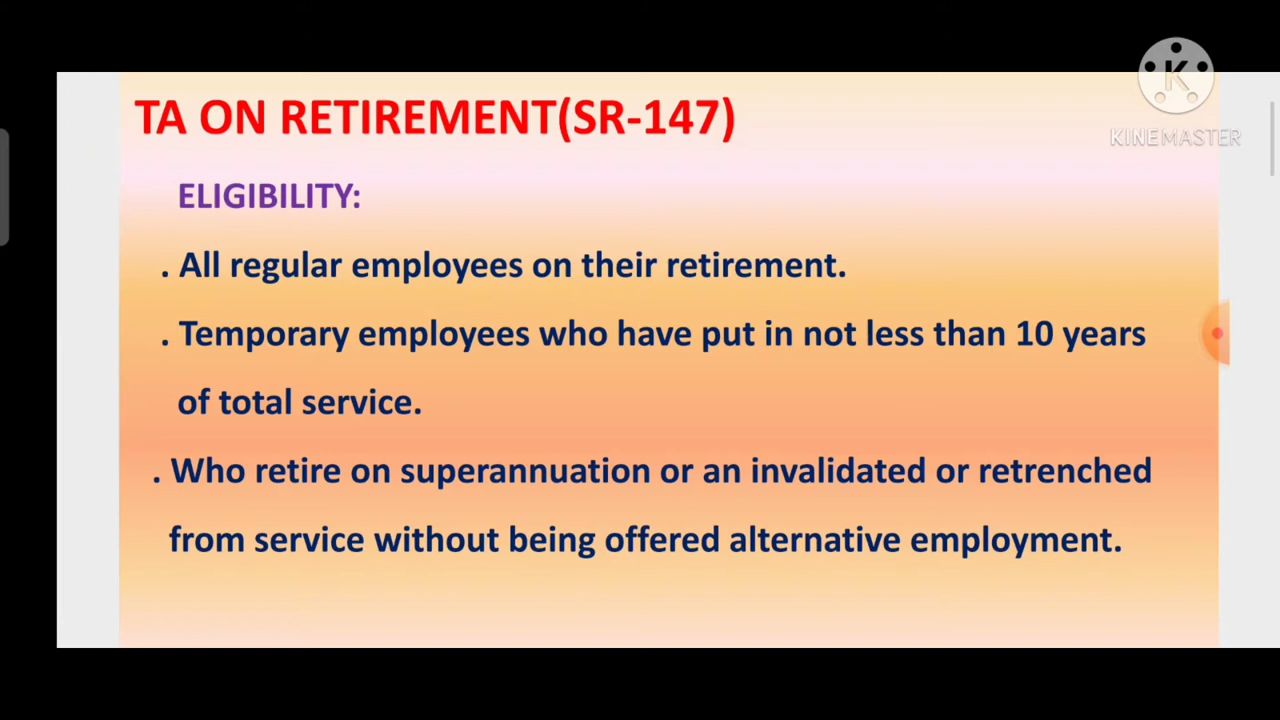 TA ON RETIREMENT(SR-147)
K
KINEMASTER
ELIGIBILITY:
. All regular employees on their retirement.
. Temporary employees who have put in not less than 10 years
of total service.
. Who retire on superannuation or an invalidated or retrenched
from service without being offered alternative employment.